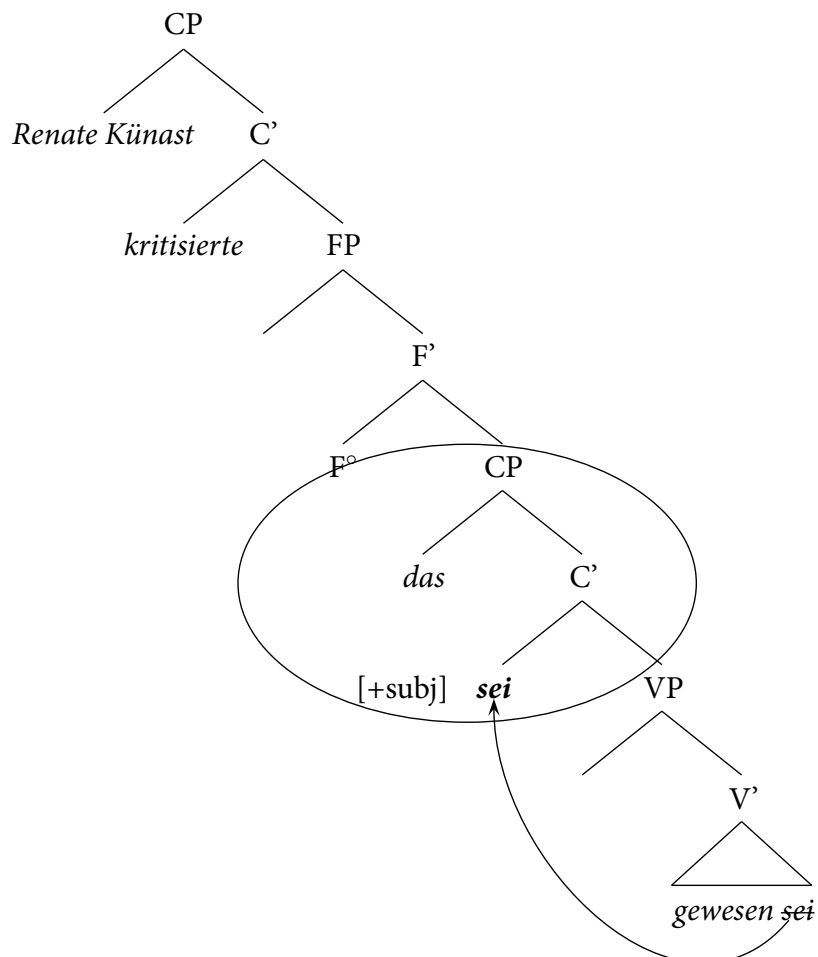 CP
Renate Künast C’
kritisierte FP
F’
F° CP
das C’
[+subj] sei VP
V’
gewesen sei